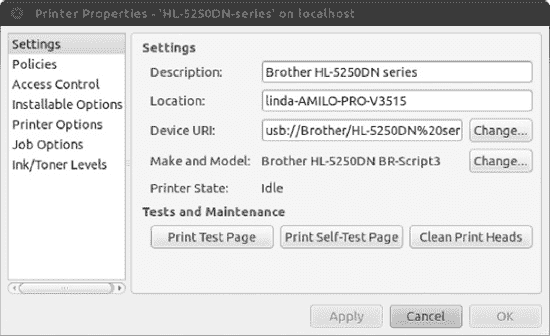 Printer Properties - 'HL-5250DN-series' on localhost
Settings
Policies
Access Control
Installable Options
Printer Options
Job Options
Ink/Toner Levels
Settings
Description: Brother HL-5250DN series
Location: linda-AMILO-PRO-V3515
Device URI: usb://Brother/HL-5250DN%20ser Change...
Make and Model: Brother HL-5250DN BR-Script3 Change...
Printer State: Idle
Tests and Maintenance
Print Test Page Print Self-Test Page Clean Print Heads
Apply Cancel OK